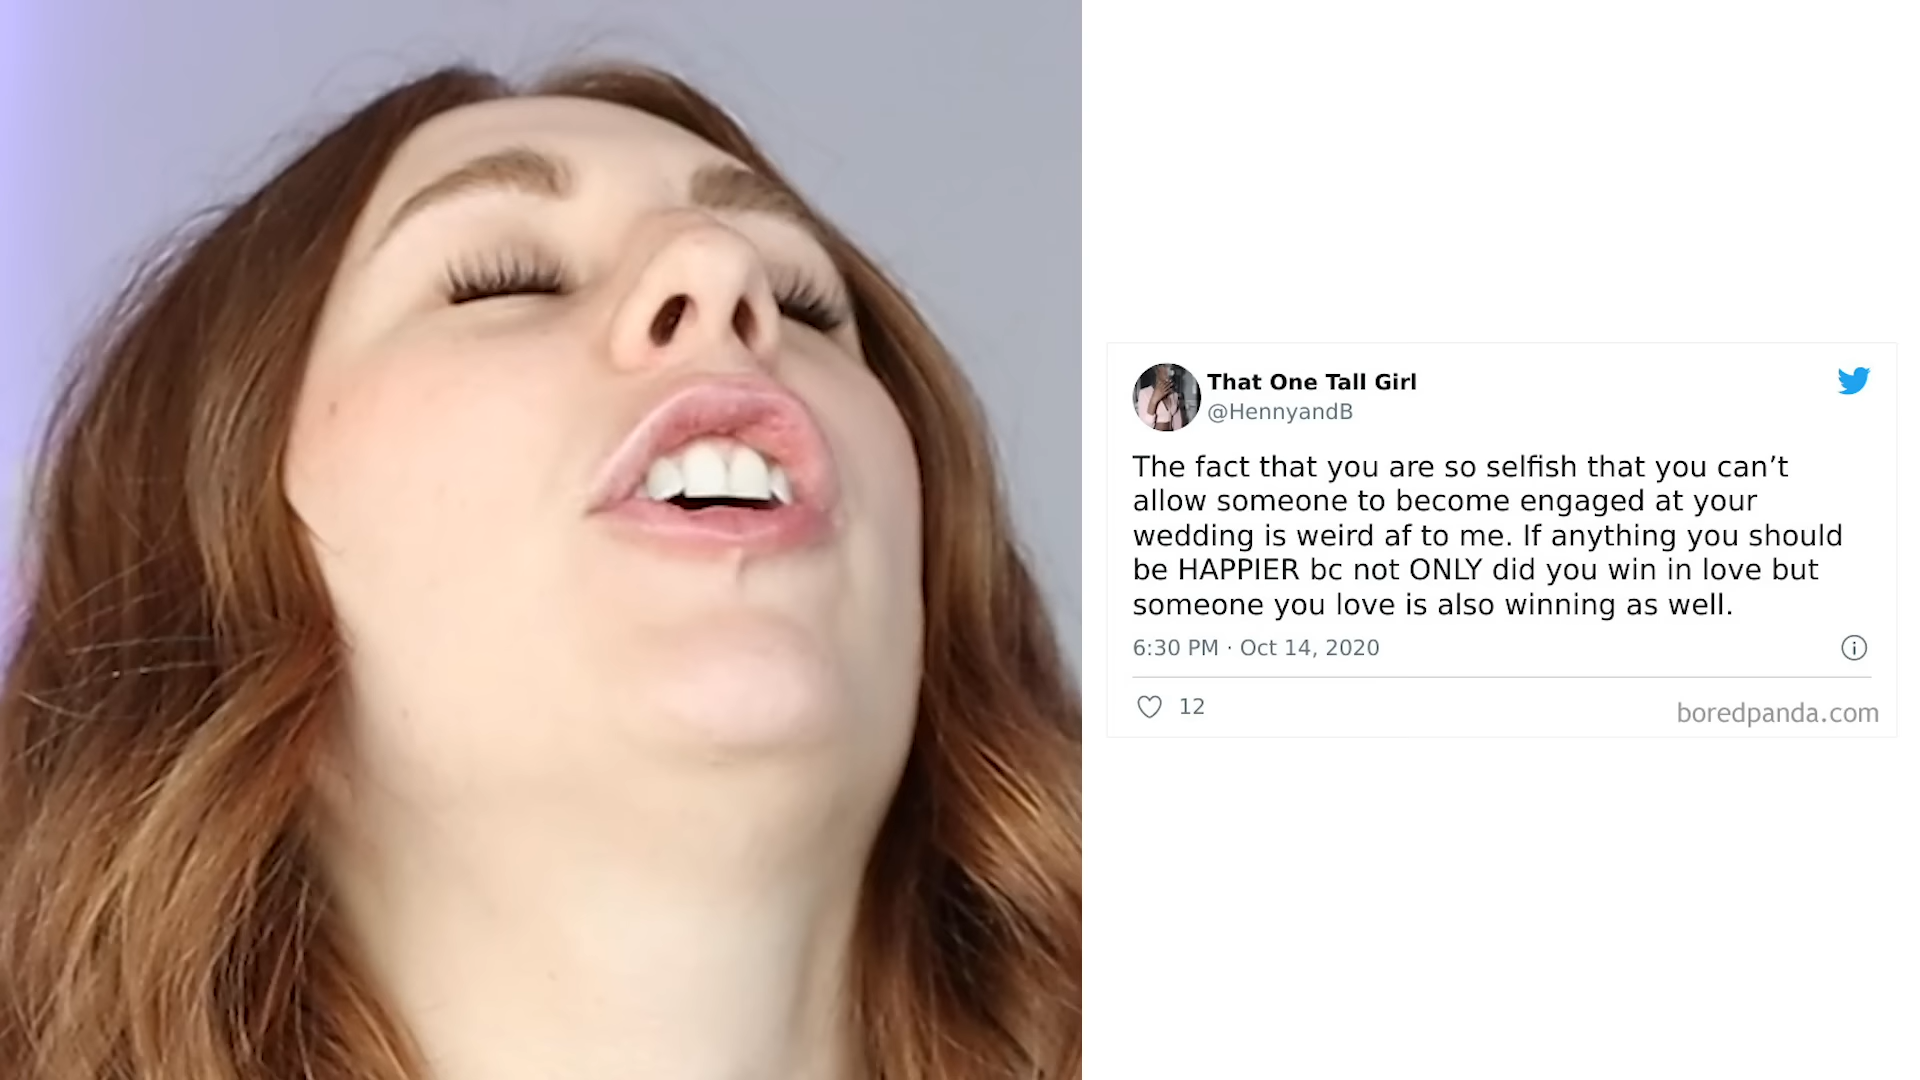 That One Tall Girl
@HennyandB
The fact that you are so selfish that you can’t
allow someone to become engaged at your
wedding is weird af to me. If anything you should
be HAPPIER bc not ONLY did you win in love but
someone you love is also winning as well.
6:30 PM · Oct 14, 2020
12
boredpanda.com